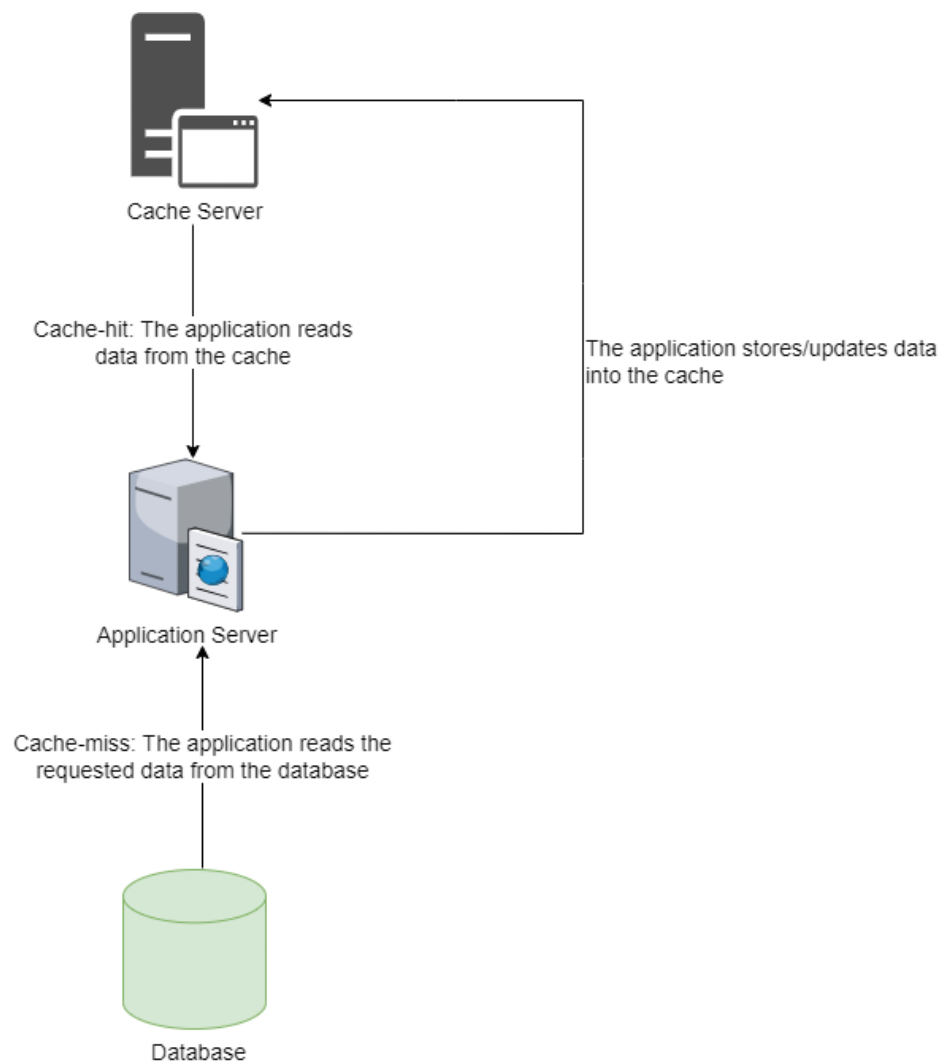 Cache Server
Cache-hit: The application reads
data from the cache
The application stores/updates data
into the cache
Application Server
Cache-miss: The application reads the
requested data from the database
Database